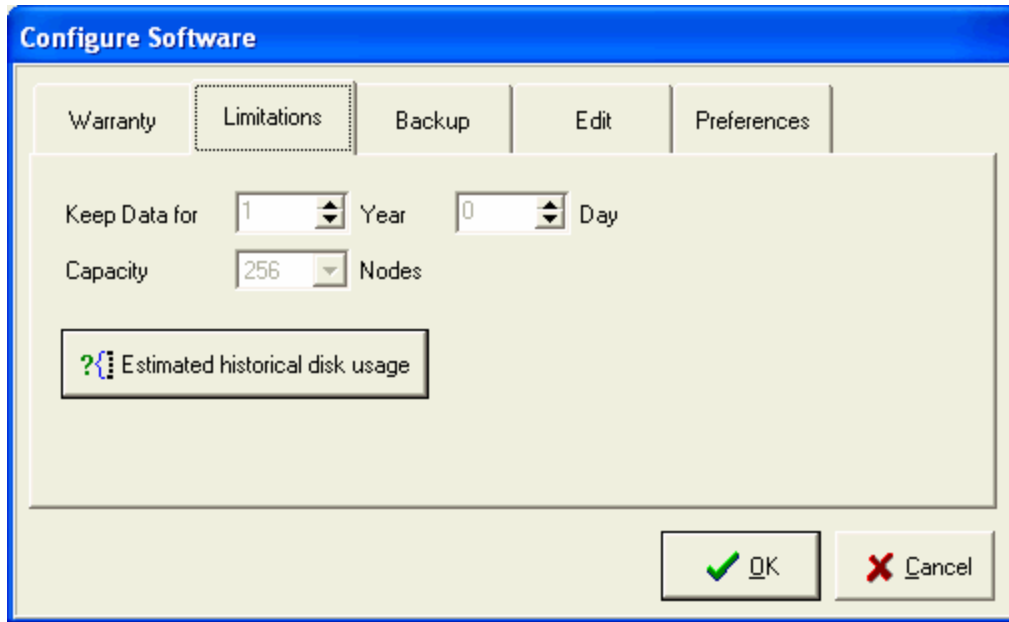 Configure Software
Warranty Limitations Backup Edit Preferences
Keep Data for 1 Year 0 Day
Capacity 256 Nodes
?{ Estimated historical disk usage
OK Cancel